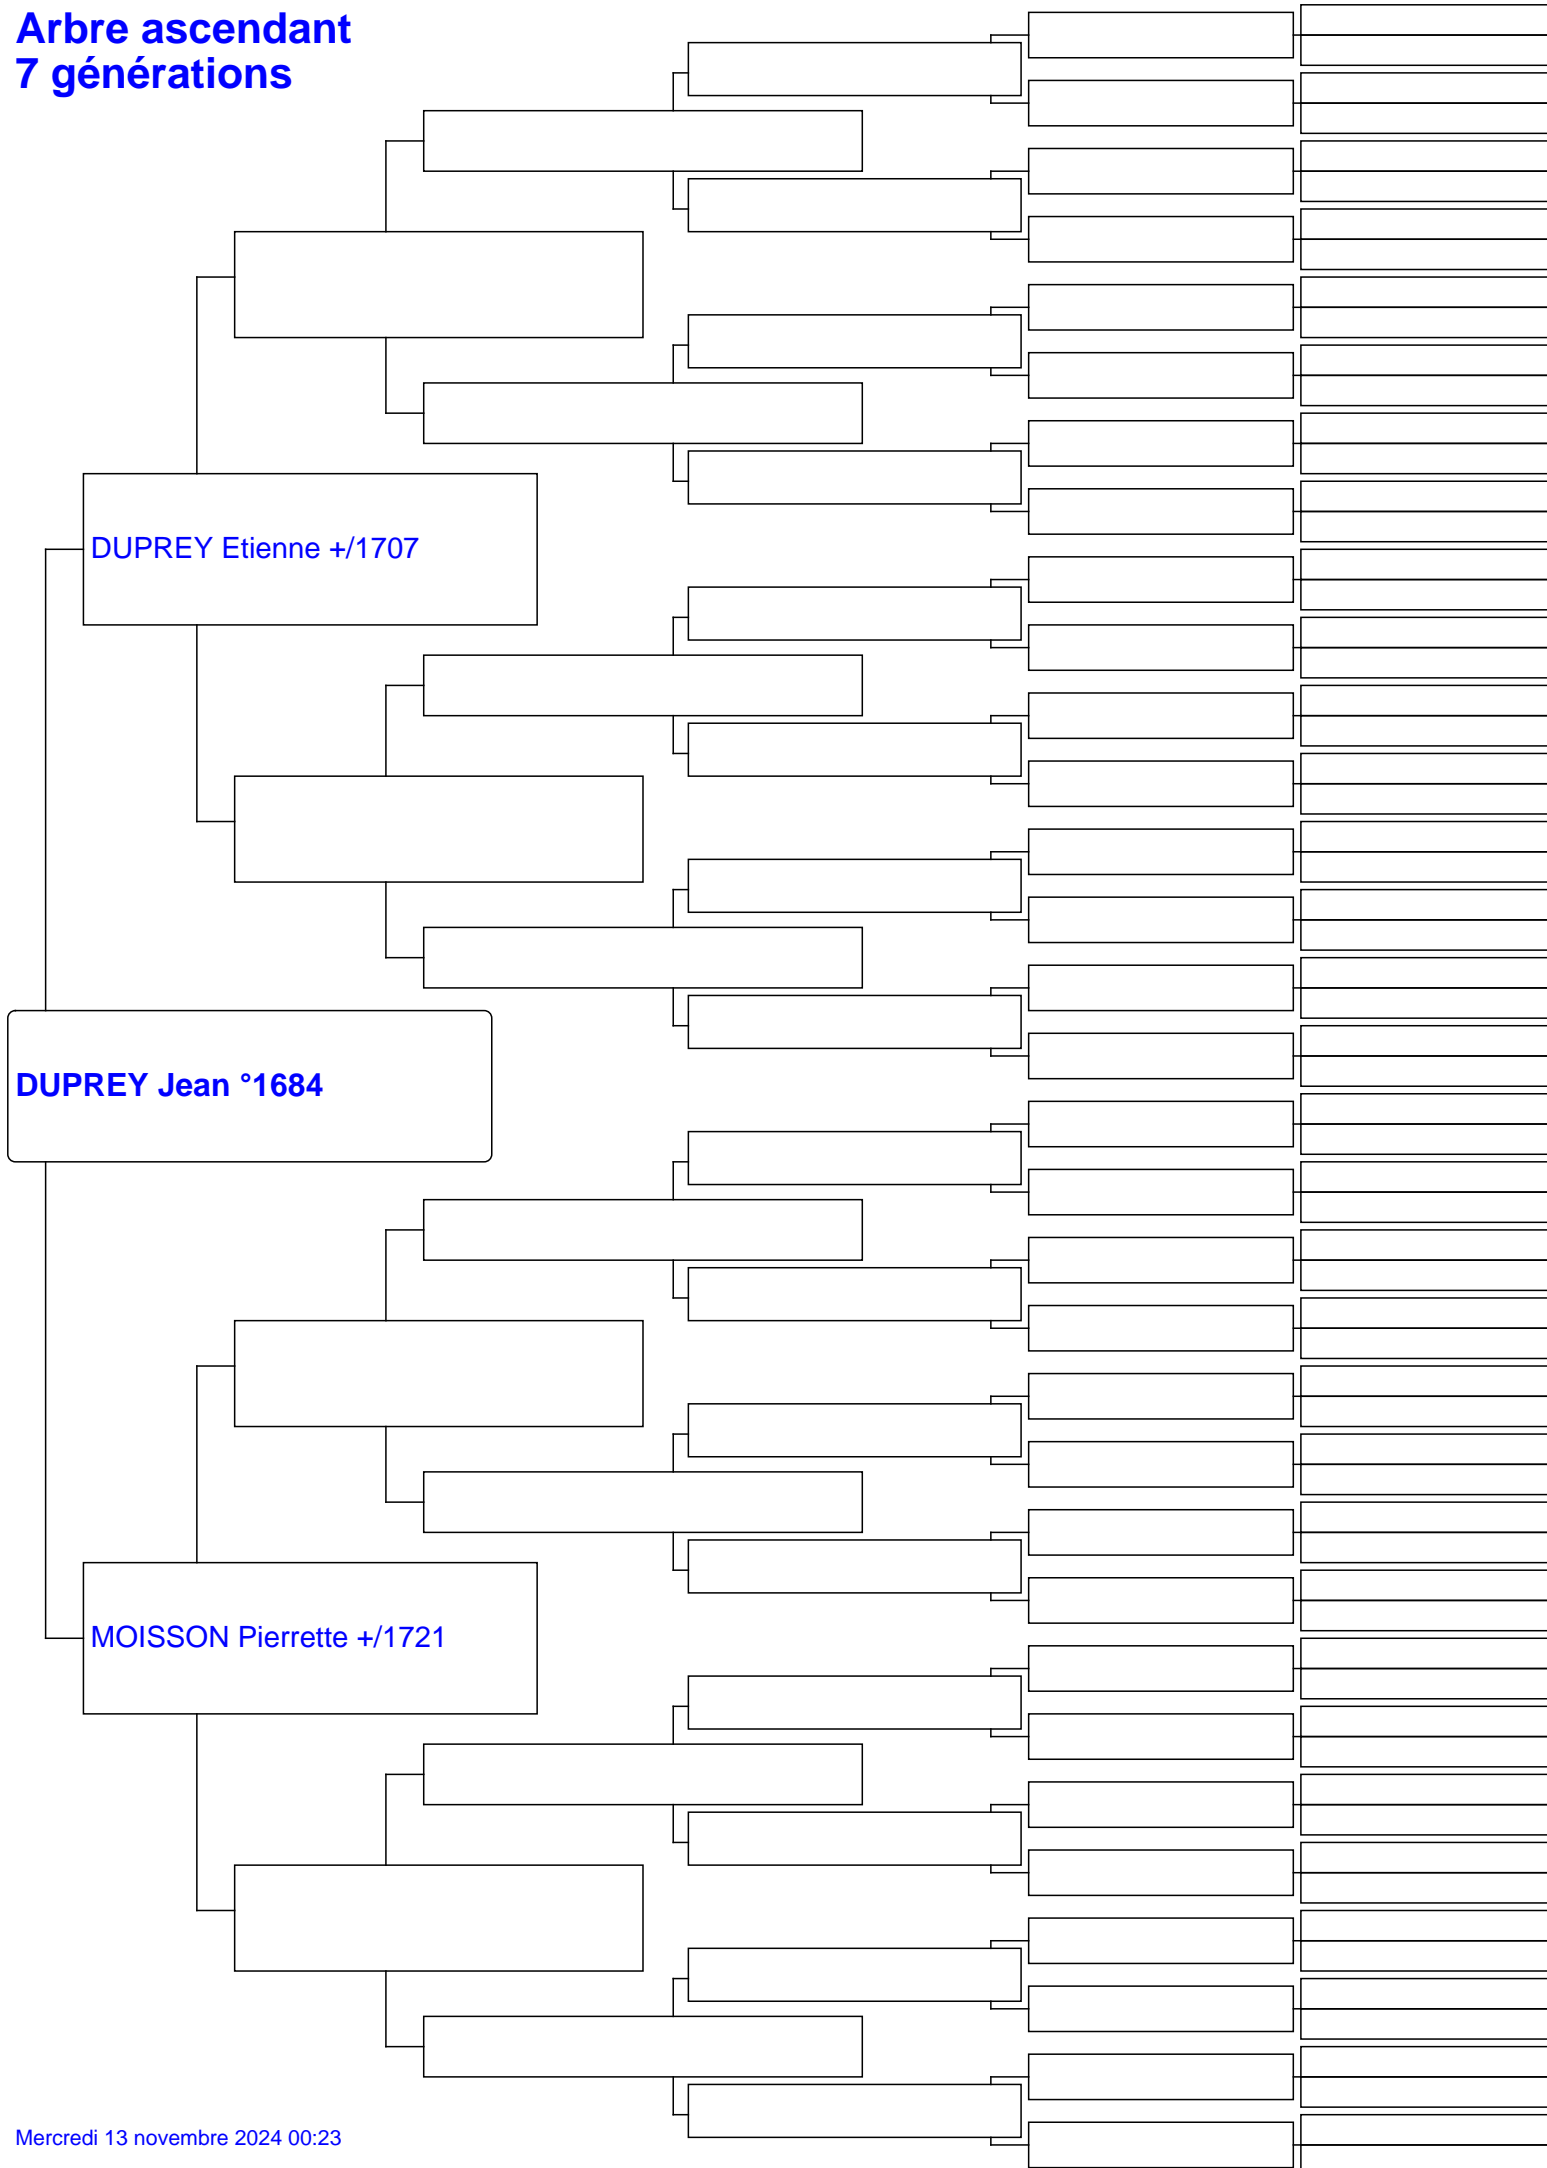 Arbre ascendant
7 générations
DUPREY Etienne +/1707
DUPREY Jean °1684
MOISSON Pierrette +/1721
Mercredi 13 novembre 2024 00:23